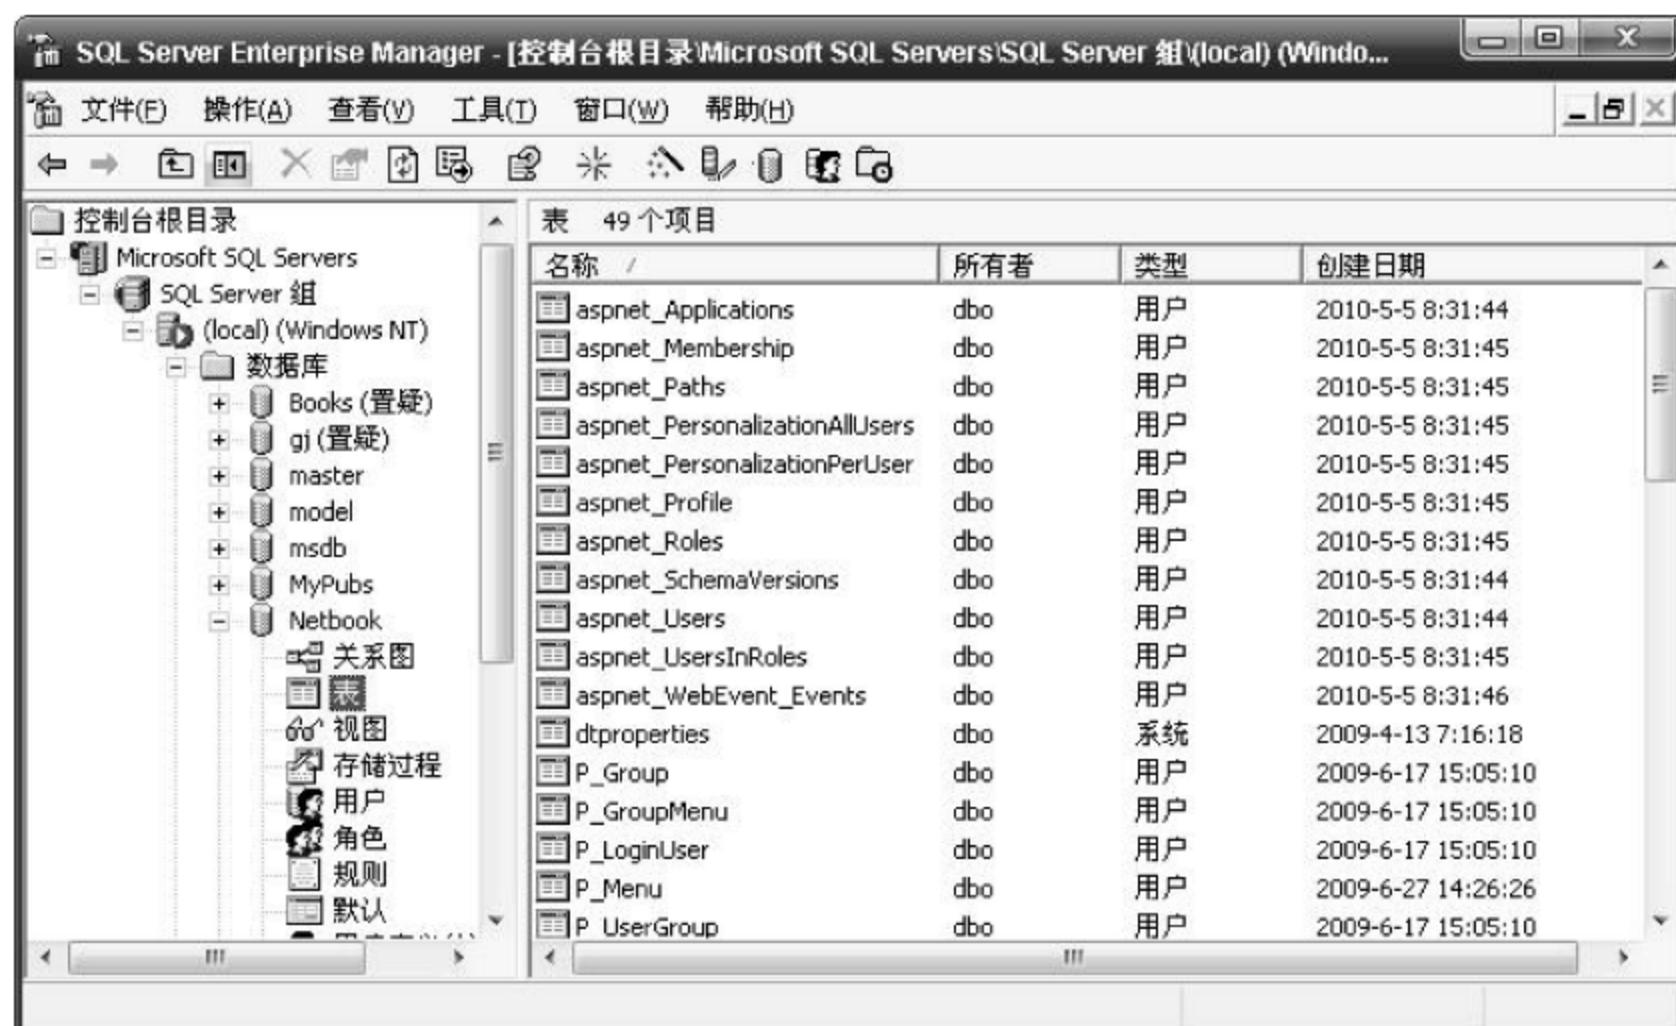 SQL Server Enterprise Manager - [控制台根目录\Microsoft SQL Servers\SQL Server 组\(local) (Windo...
文件(F) 操作(A) 查看(V) 工具(T) 窗口(W) 帮助(H)
控制台根目录
Microsoft SQL Servers
SQL Server 组
(local) (Windows NT)
数据库
Books (置疑)
gj (置疑)
master
model
msdb
MyPubs
Netbook
关系图
表
视图
存储过程
用户
角色
规则
默认
表 49 个项目
名称 / 所有者 类型 创建日期
aspnet_Applications dbo 用户 2010-5-5 8:31:44
aspnet_Membership dbo 用户 2010-5-5 8:31:45
aspnet_Paths dbo 用户 2010-5-5 8:31:45
aspnet_PersonalizationAllUsers dbo 用户 2010-5-5 8:31:45
aspnet_PersonalizationPerUser dbo 用户 2010-5-5 8:31:45
aspnet_Profile dbo 用户 2010-5-5 8:31:45
aspnet_Roles dbo 用户 2010-5-5 8:31:45
aspnet_SchemaVersions dbo 用户 2010-5-5 8:31:44
aspnet_Users dbo 用户 2010-5-5 8:31:44
aspnet_UsersInRoles dbo 用户 2010-5-5 8:31:45
aspnet_WebEvent_Events dbo 用户 2010-5-5 8:31:46
dtproperties dbo 系统 2009-4-13 7:16:18
P_Group dbo 用户 2009-6-17 15:05:10
P_GroupMenu dbo 用户 2009-6-17 15:05:10
P_LoginUser dbo 用户 2009-6-17 15:05:10
P_Menu dbo 用户 2009-6-27 14:26:26
P_UserGroup dbo 用户 2009-6-17 15:05:10